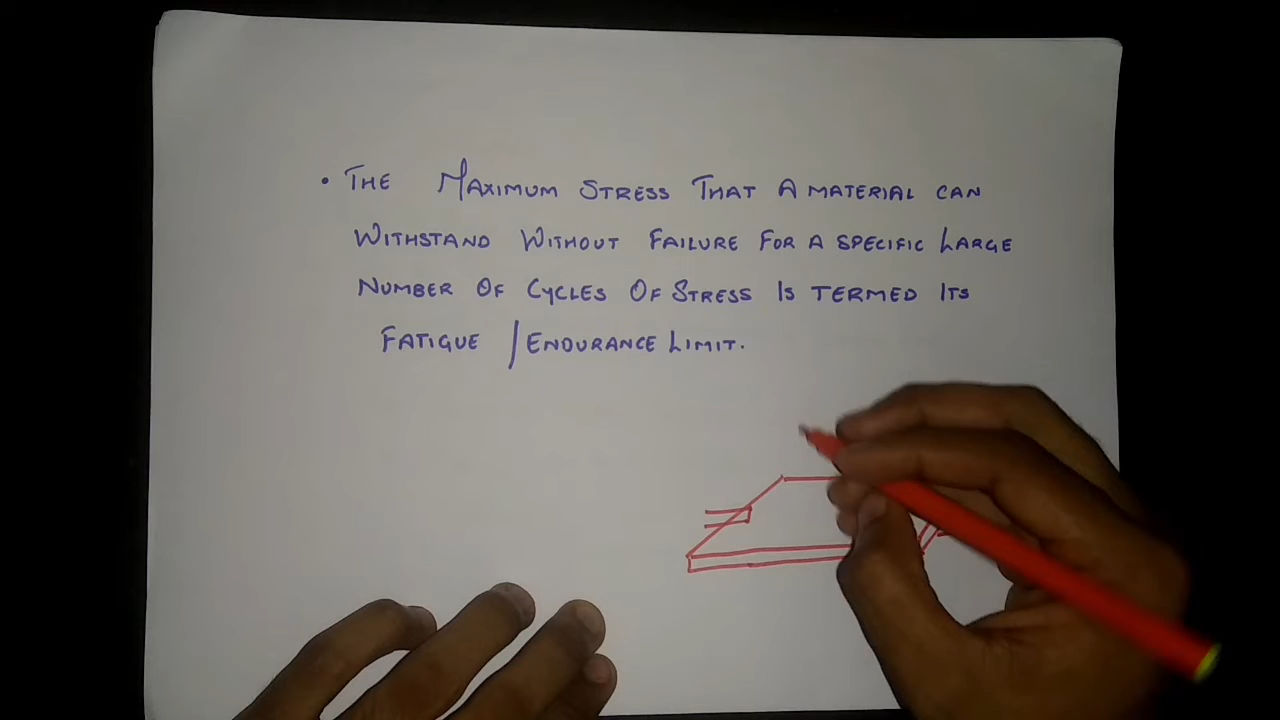 • THE MAXIMUM STRESS THAT A MATERIAL CAN
WITHSTAND WITHOUT FAILURE FOR A SPECIFIC LARGE
NUMBER OF CYCLES OF STRESS IS TERMED ITS
FATIGUE / ENDURANCE LIMIT.